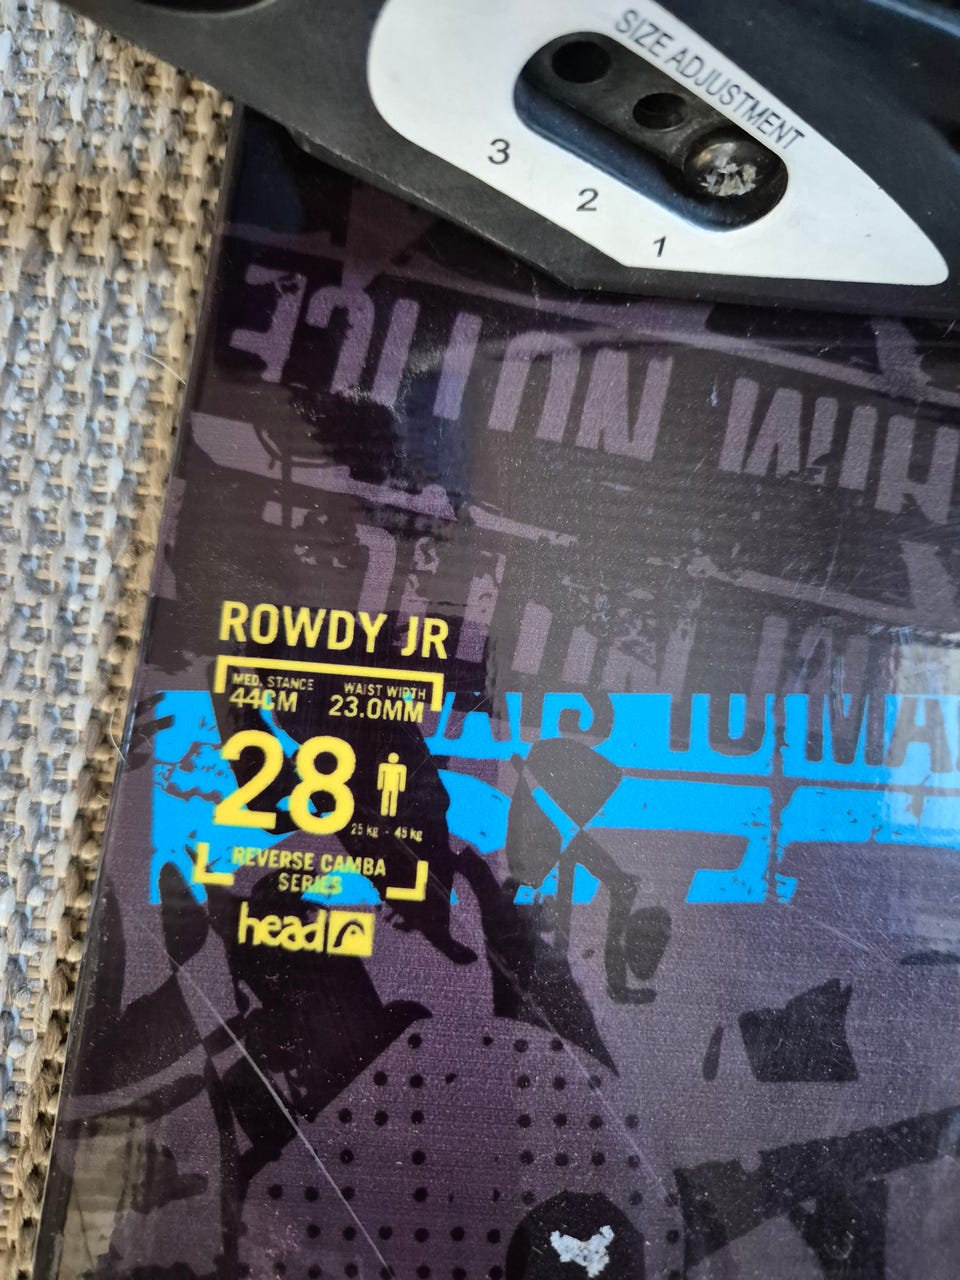 SIZE ADJUSTMENT
3
2
1
NOTICE
ROWDY JR
MED. STANCE WAIST WIDTH
44CM 23.0MM
28
25 kg - 45 kg
REVERSE CAMBA
SERIES
head